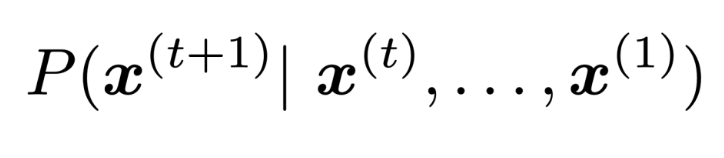 P(𝒙^(t+1)| 𝒙^(t), . . . , 𝒙^(1))